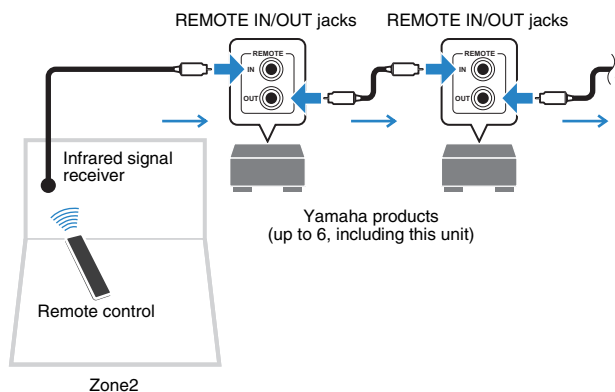 REMOTE IN/OUT jacks
REMOTE IN/OUT jacks
REMOTE
IN
OUT
REMOTE
IN
OUT
Infrared signal
receiver
Yamaha products
(up to 6, including this unit)
Remote control
Zone2